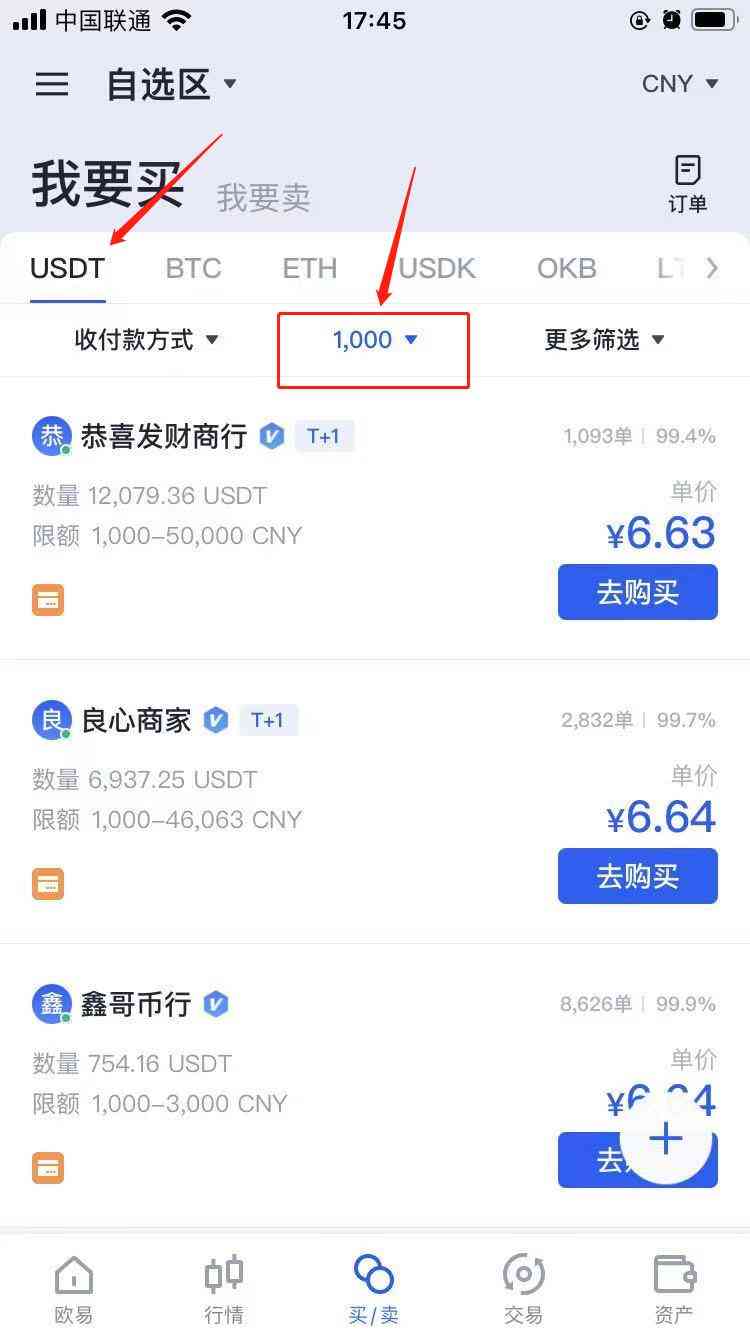 中国联通 17:45
自选区 CNY
我要买 我要卖 订单
USDT BTC ETH USDK OKB
收付款方式 1,000 更多筛选
恭 恭喜发财商行 V T+1 1,093单 99.4%
数量 12,079.36 USDT 单价
限额 1,000-50,000 CNY ¥6.63
去购买
良 良心商家 V T+1 2,832单 99.7%
数量 6,937.25 USDT 单价
限额 1,000-46,063 CNY ¥6.64
去购买
鑫 鑫哥币行 V 8,626单 99.9%
数量 754.16 USDT 单价
限额 1,000-3,000 CNY
去
欧易 行情 买/卖 交易 资产